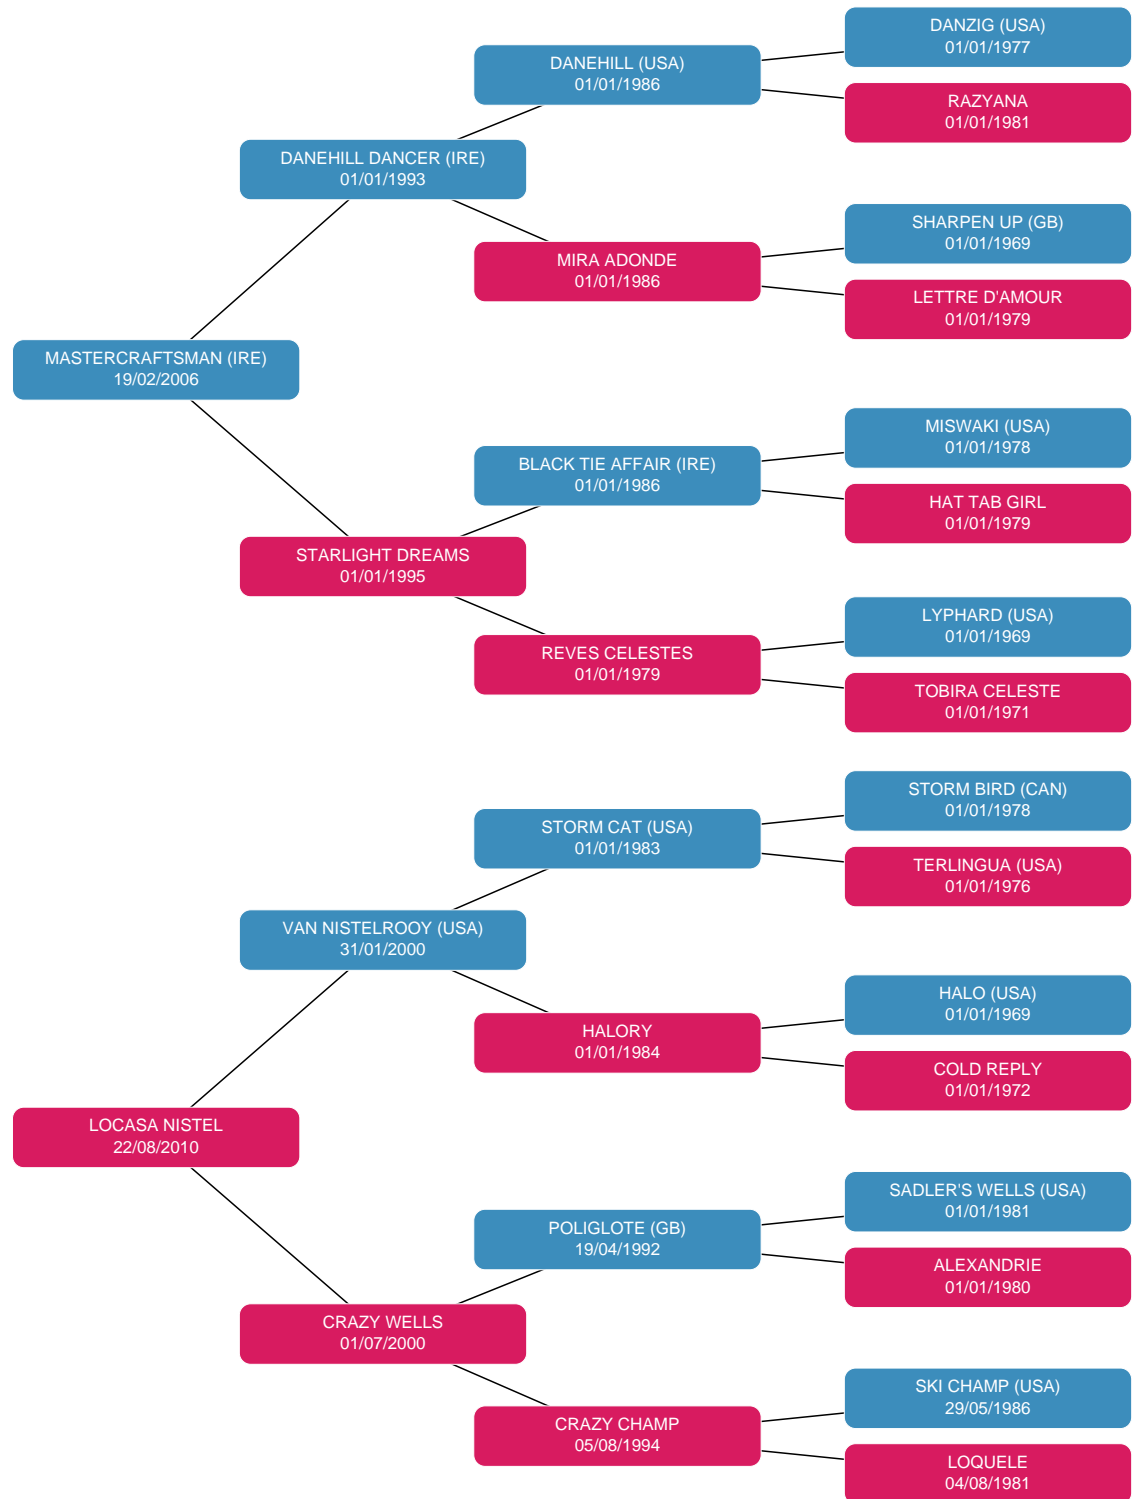 DANZIG (USA)
01/01/1977
DANEHILL (USA)
01/01/1986
RAZYANA
01/01/1981
DANEHILL DANCER (IRE)
01/01/1993
SHARPEN UP (GB)
01/01/1969
MIRA ADONDE
01/01/1986
LETTRE D'AMOUR
01/01/1979
MASTERCRAFTSMAN (IRE)
19/02/2006
MISWAKI (USA)
01/01/1978
BLACK TIE AFFAIR (IRE)
01/01/1986
HAT TAB GIRL
01/01/1979
STARLIGHT DREAMS
01/01/1995
LYPHARD (USA)
01/01/1969
REVES CELESTES
01/01/1979
TOBIRA CELESTE
01/01/1971
STORM BIRD (CAN)
01/01/1978
STORM CAT (USA)
01/01/1983
TERLINGUA (USA)
01/01/1976
VAN NISTELROOY (USA)
31/01/2000
HALO (USA)
01/01/1969
HALORY
01/01/1984
COLD REPLY
01/01/1972
LOCASA NISTEL
22/08/2010
SADLER'S WELLS (USA)
01/01/1981
POLIGLOTE (GB)
19/04/1992
ALEXANDRIE
01/01/1980
CRAZY WELLS
01/07/2000
SKI CHAMP (USA)
29/05/1986
CRAZY CHAMP
05/08/1994
LOQUELE
04/08/1981